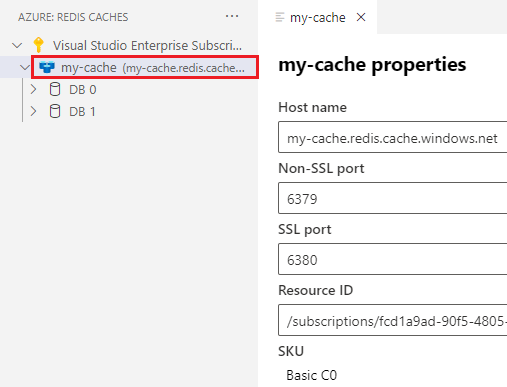 AZURE: REDIS CACHES
Visual Studio Enterprise Subscri...
my-cache (my-cache.redis.cache...
DB 0
DB 1
my-cache
my-cache properties
Host name
my-cache.redis.cache.windows.net
Non-SSL port
6379
SSL port
6380
Resource ID
/subscriptions/fcd1a9ad-90f5-4805-
SKU
Basic C0